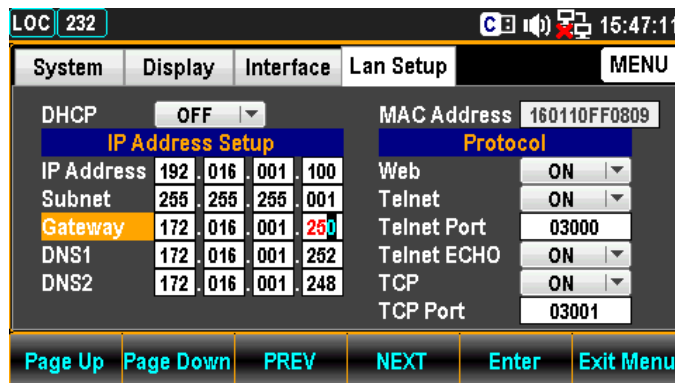 LOC 232 C 15:47:11
System Display Interface Lan Setup MENU
DHCP OFF MAC Address 160110FF0809
IP Address Setup Protocol
IP Address 192 . 016 . 001 . 100 Web ON
Subnet 255 . 255 . 255 . 001 Telnet ON
Gateway 172 . 016 . 001 . 250 Telnet Port 03000
DNS1 172 . 016 . 001 . 252 Telnet ECHO ON
DNS2 172 . 016 . 001 . 248 TCP ON
TCP Port 03001
Page Up Page Down PREV NEXT Enter Exit Menu